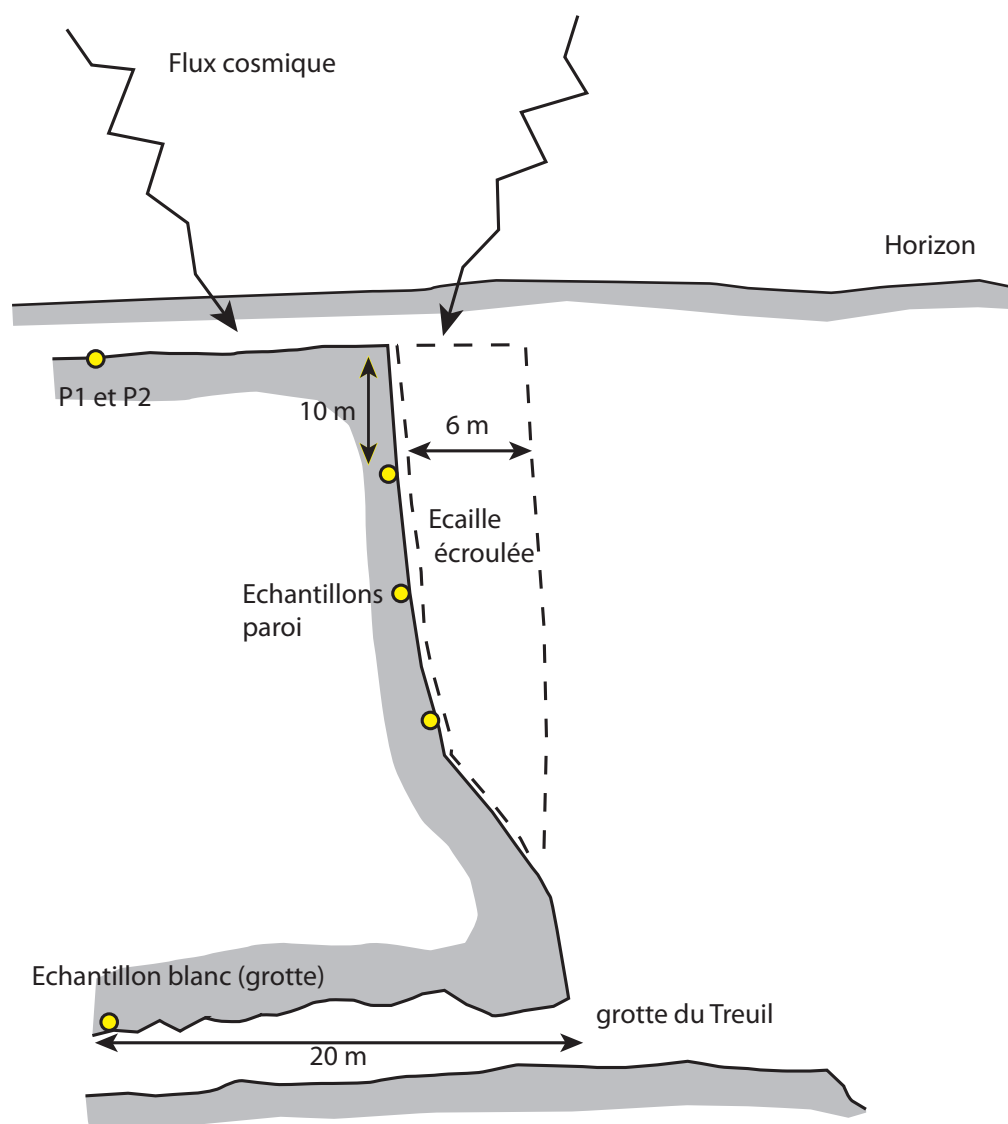 Flux cosmique
Horizon
P1 et P2
10 m
6 m
Ecaille
écroulée
Echantillons
paroi
Echantillon blanc (grotte)
grotte du Treuil
20 m